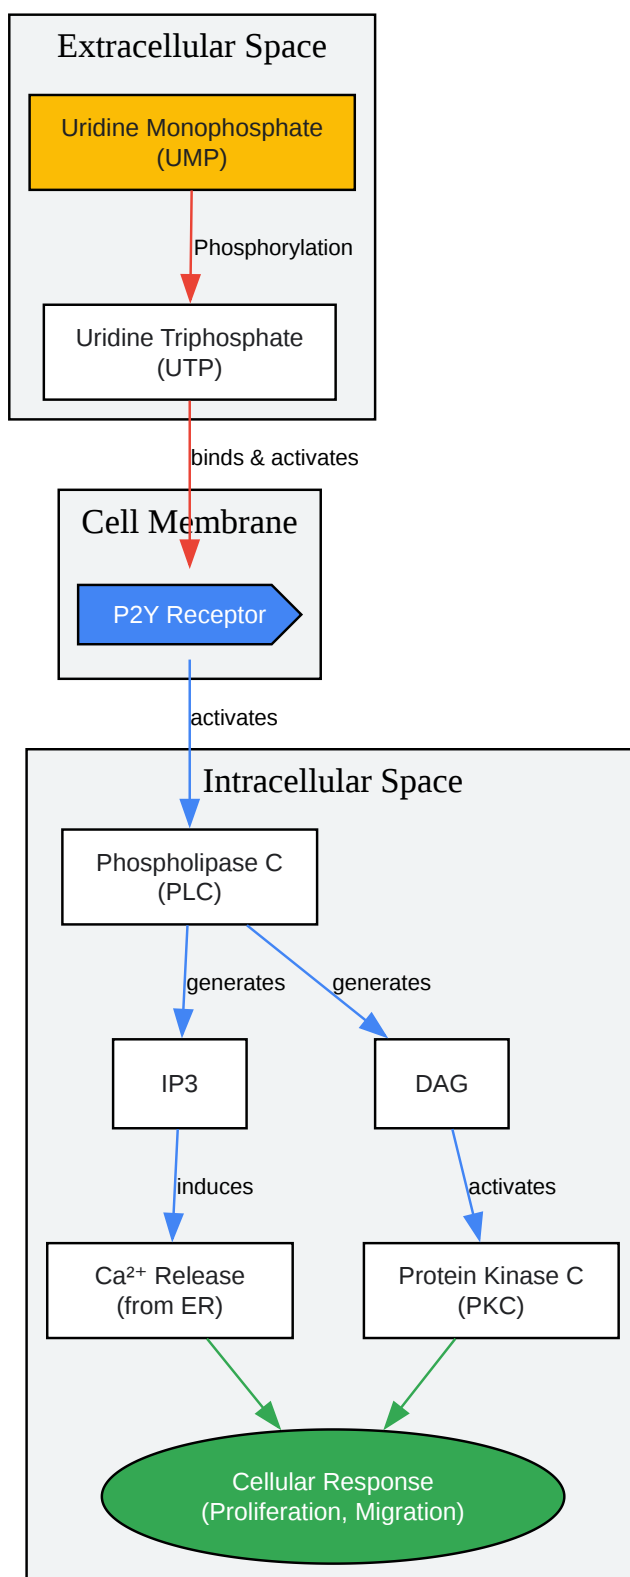 Extracellular Space
Uridine Monophosphate
(UMP)
Phosphorylation
Uridine Triphosphate
(UTP)
binds & activates
Cell Membrane
P2Y Receptor
activates
Intracellular Space
Phospholipase C
(PLC)
generates
generates
IP3
DAG
induces
activates
Ca²⁺ Release
(from ER)
Protein Kinase C
(PKC)
Cellular Response
(Proliferation, Migration)